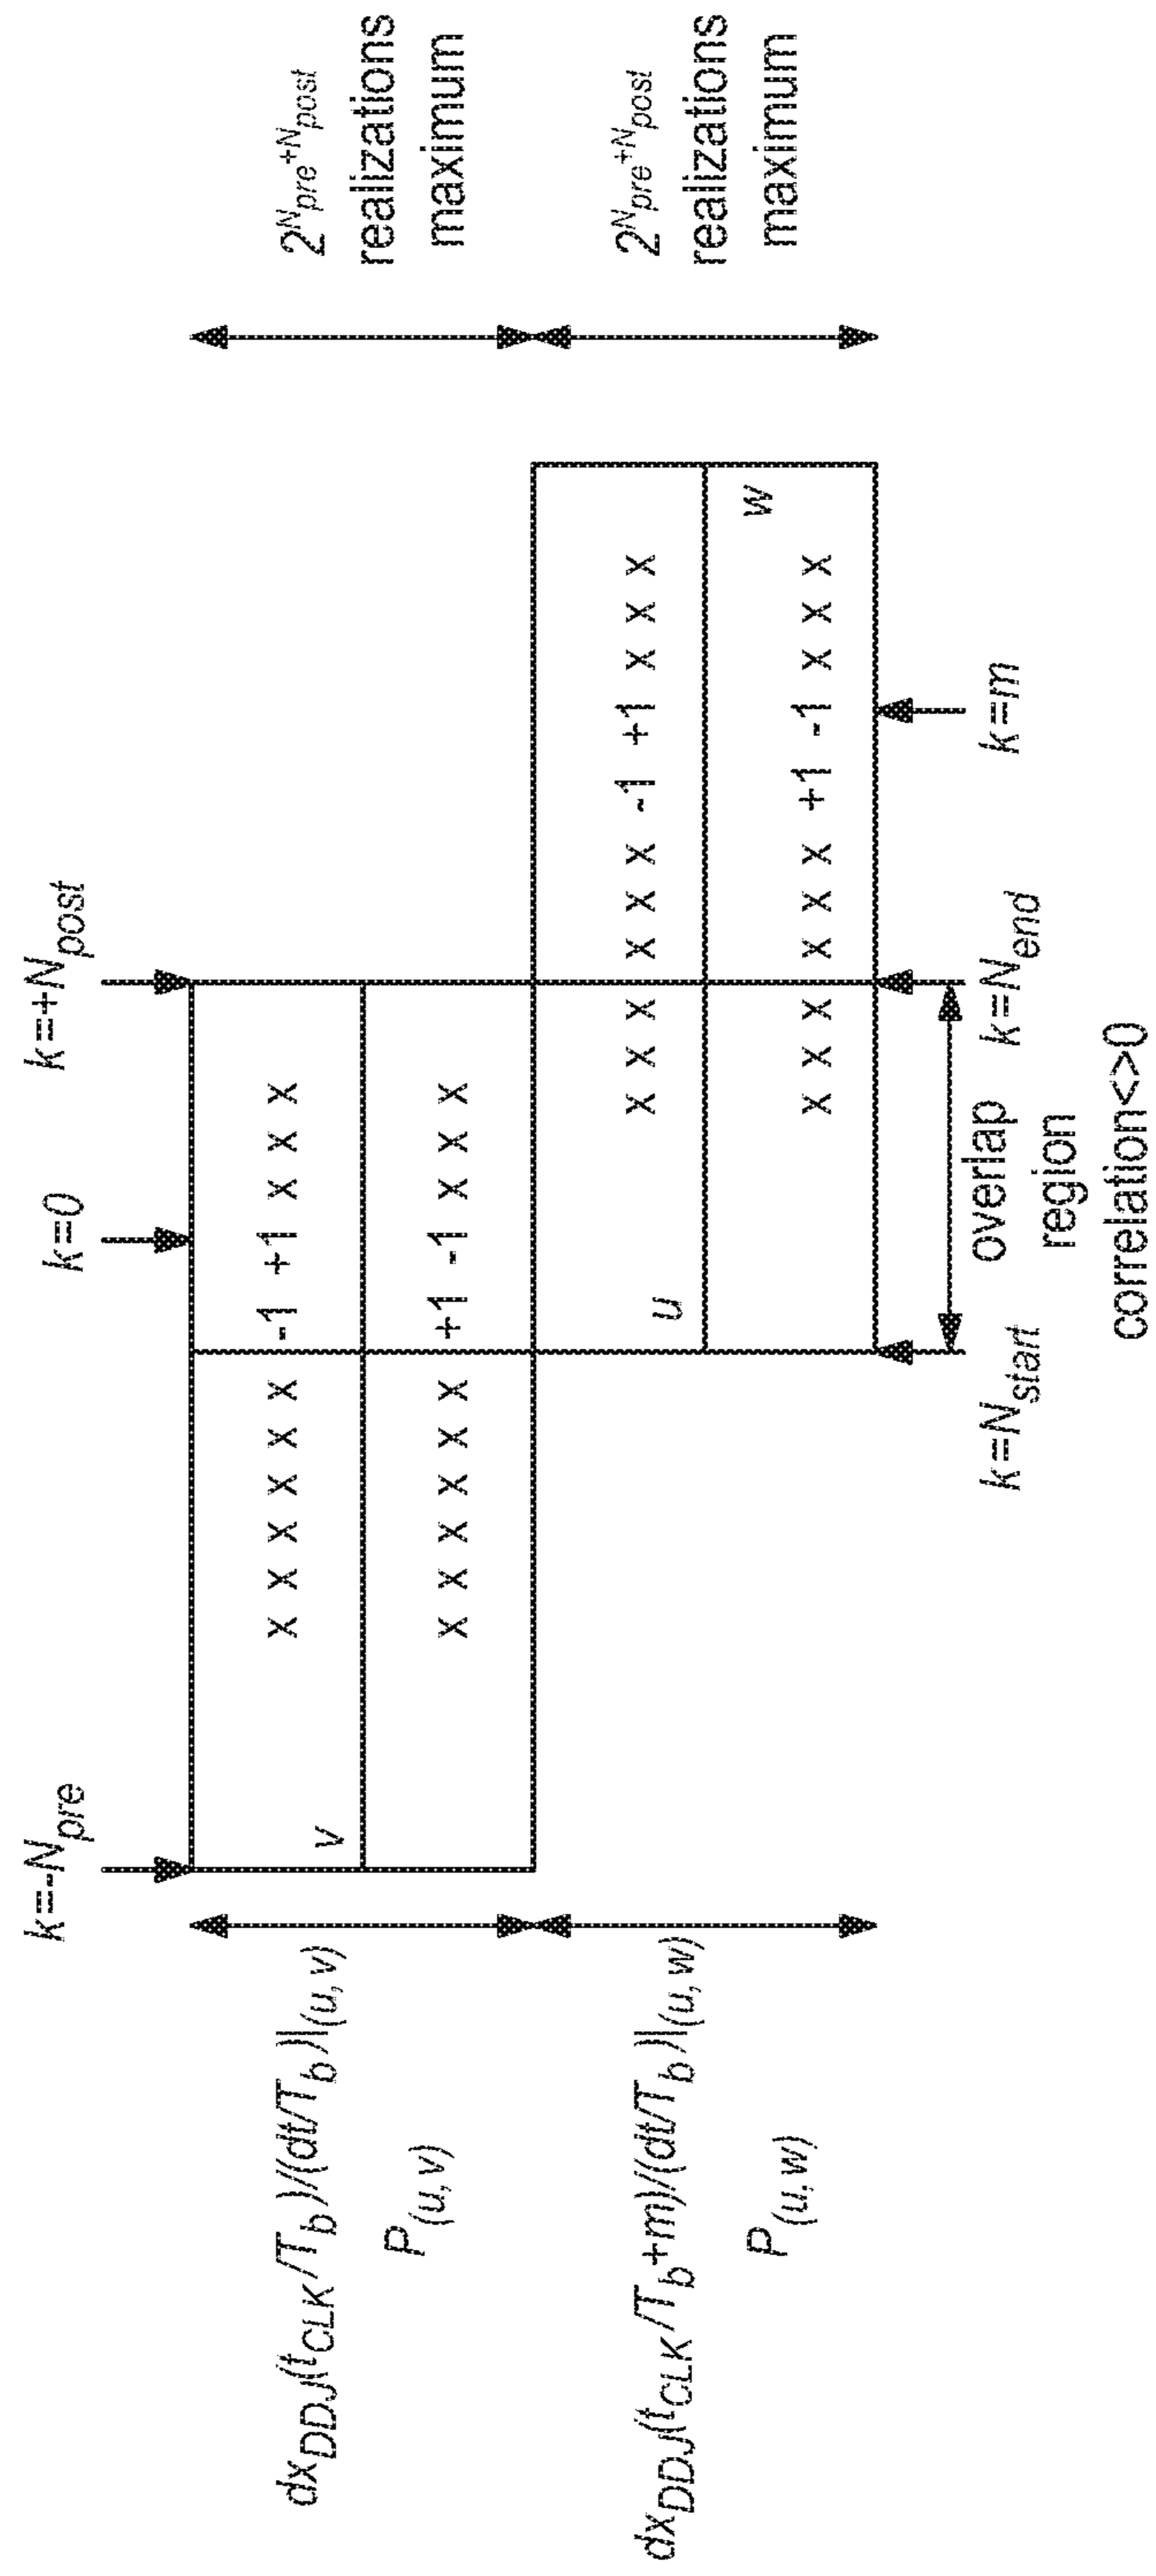 k=-N_pre
k=0
k=+N_post
dx_DDJ(t_CLK/T_b)/(dt/T_b)|(u,v)
P_(u,v)
v
x x x x x x -1 +1 x x x
x x x x x x +1 -1 x x x
2^N_pre+N_post
realizations
maximum
dx_DDJ(t_CLK/T_b+m)/(dt/T_b)|(u,w)
P_(u.w)
u
x x x x x x -1 +1 x x x
w
x x x x x x +1 -1 x x x
2^N_pre+N_post
realizations
maximum
k=N_start
overlap
region
correlation<>0
k=N_end
k=m